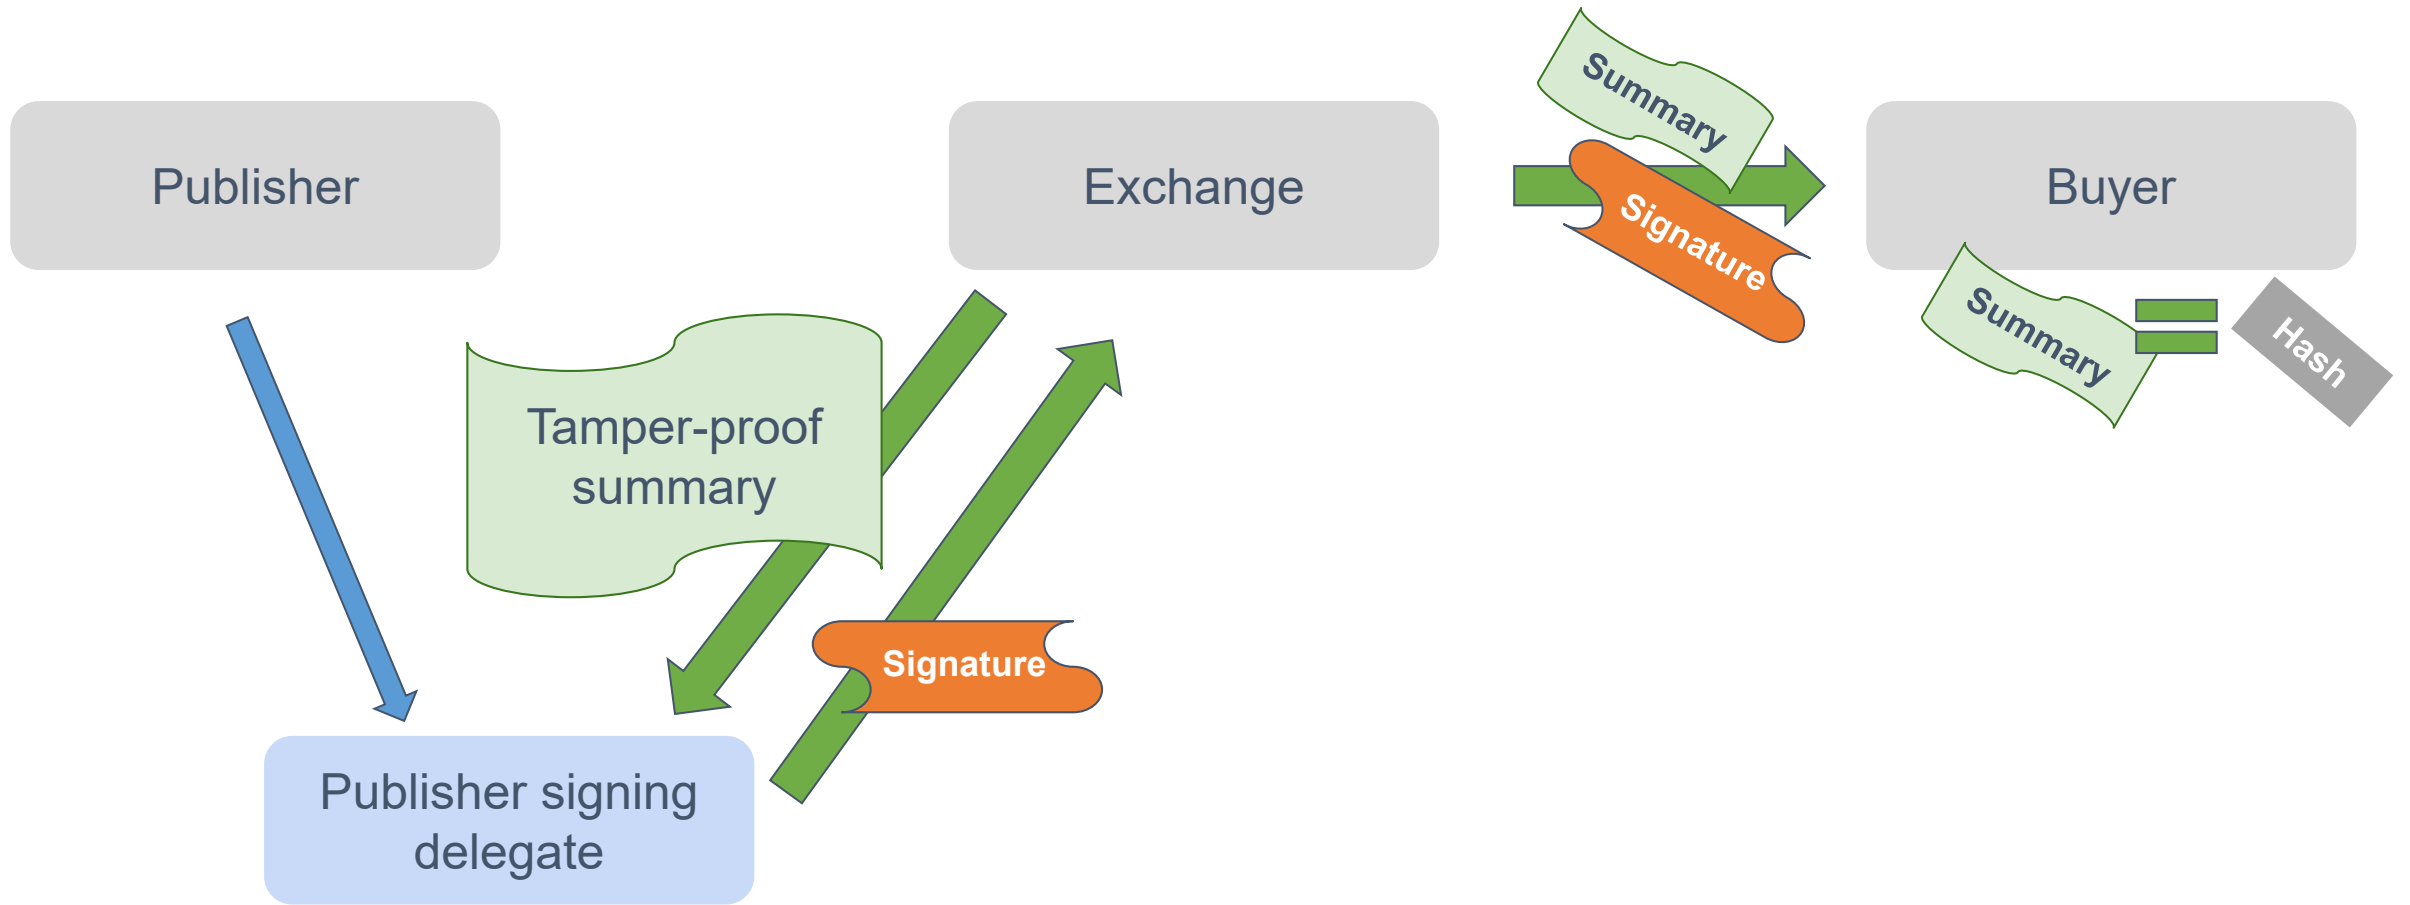 Publisher
Exchange
Summary
Signature
Buyer
Summary
Hash
Tamper-proof
summary
Signature
Publisher signing
delegate